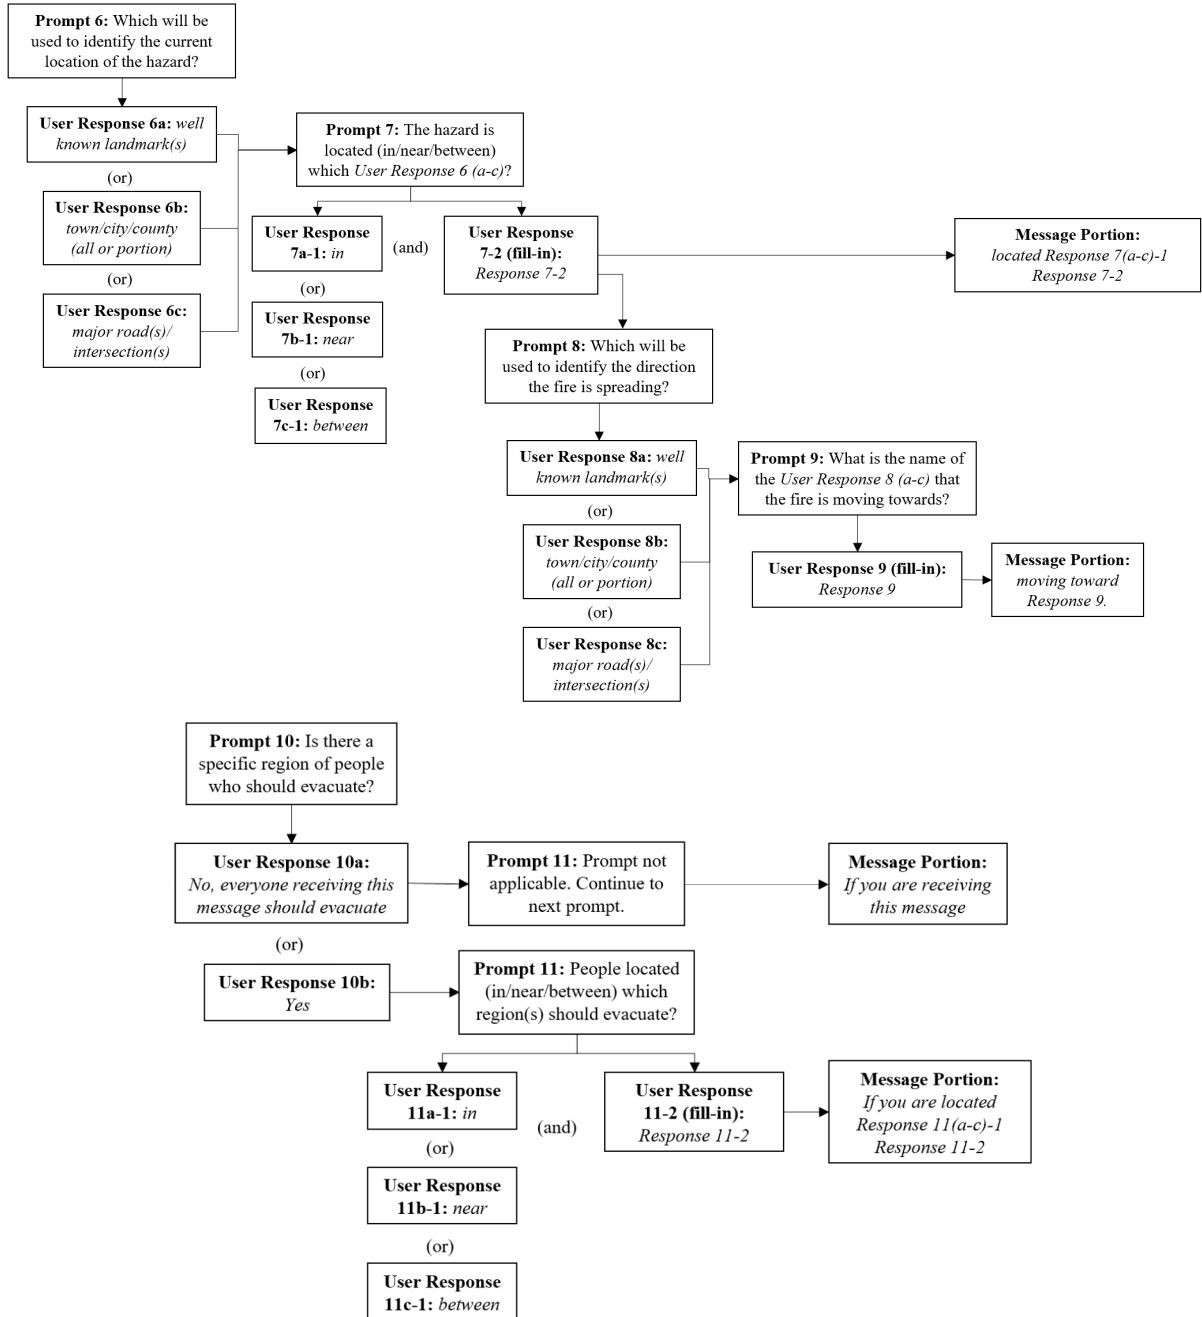 Prompt 6: Which will be
used to identify the current
location of the hazard?
User Response 6a: well
known landmark(s)
(or)
User Response 6b:
town/city/county
(all or portion)
(or)
User Response 6c:
major road(s)/
intersection(s)
Prompt 7: The hazard is
located (in/near/between)
which User Response 6 (a-c)?
User Response
7a-1: in
(or)
User Response
7b-1: near
(or)
User Response
7c-1: between
(and)
User Response
7-2 (fill-in):
Response 7-2
Message Portion:
located Response 7(a-c)-1
Response 7-2
Prompt 8: Which will be
used to identify the direction
the fire is spreading?
User Response 8a: well
known landmark(s)
(or)
User Response 8b:
town/city/county
(all or portion)
(or)
User Response 8c:
major road(s)/
intersection(s)
Prompt 9: What is the name of
the User Response 8 (a-c) that
the fire is moving towards?
User Response 9 (fill-in):
Response 9
Message Portion:
moving toward
Response 9.
Prompt 10: Is there a
specific region of people
who should evacuate?
User Response 10a:
No, everyone receiving this
message should evacuate
Prompt 11: Prompt not
applicable. Continue to
next prompt.
Message Portion:
If you are receiving
this message
(or)
User Response 10b:
Yes
Prompt 11: People located
(in/near/between) which
region(s) should evacuate?
User Response
11a-1: in
(or)
User Response
11b-1: near
(or)
User Response
11c-1: between
(and)
User Response
11-2 (fill-in):
Response 11-2
Message Portion:
If you are located
Response 11(a-c)-1
Response 11-2